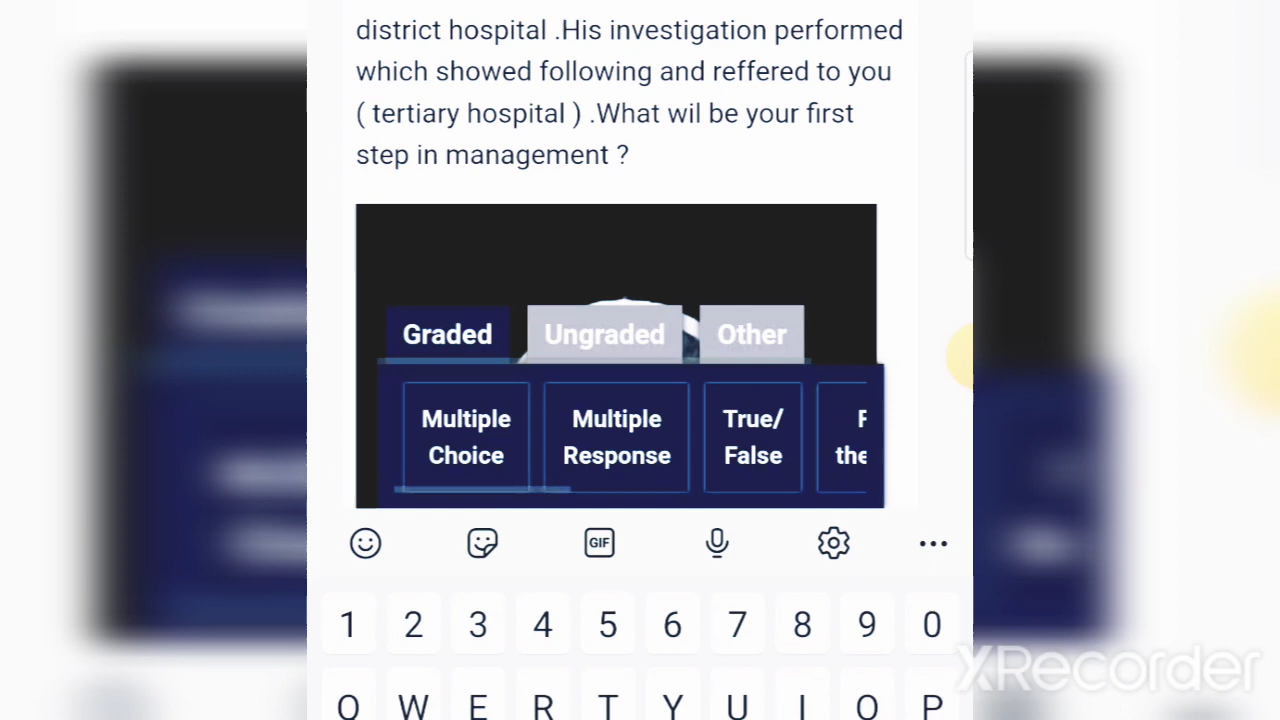 district hospital .His investigation performed
which showed following and reffered to you
( tertiary hospital ) .What wil be your first
step in management ?
Graded Ungraded Other
Multiple Choice
Multiple Response
True/ False
F the
GIF
1 2 3 4 5 6 7 8 9 0
Q W E R T Y U I O P
XRecorder